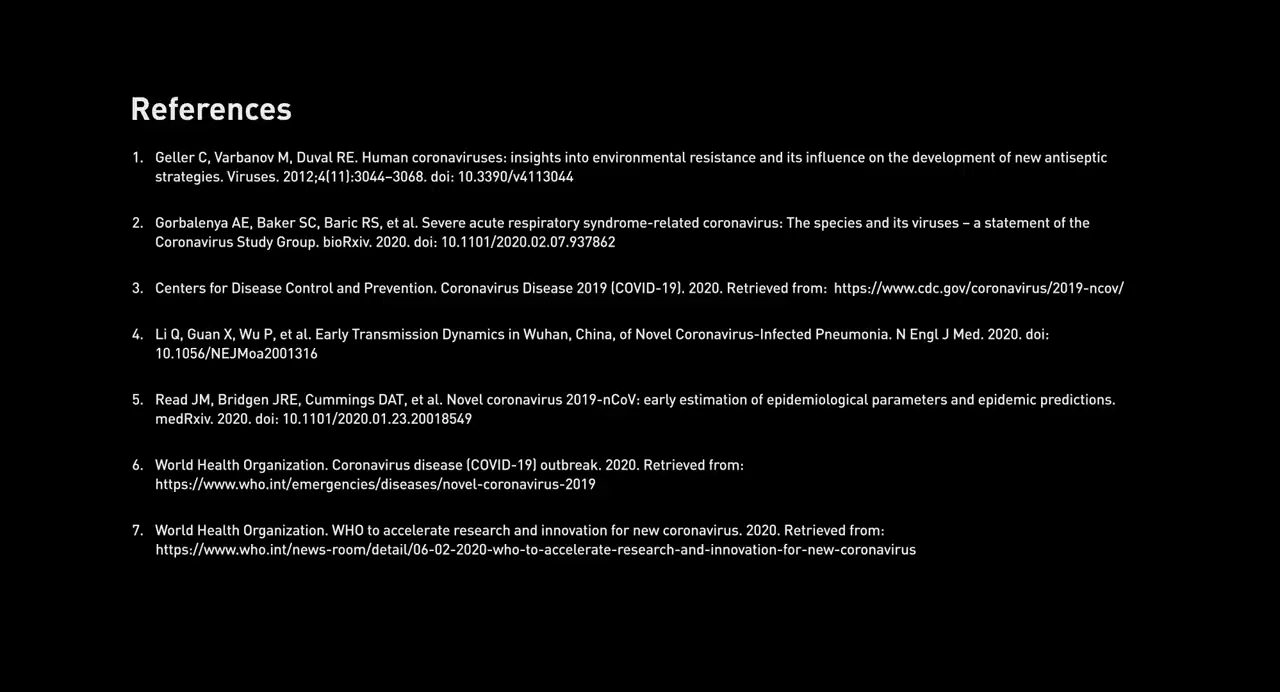 References
1. Geller C, Varbanov M, Duval RE. Human coronaviruses: insights into environmental resistance and its influence on the development of new antiseptic
strategies. Viruses. 2012;4(11):3044–3068. doi: 10.3390/v4113044
2. Gorbalenya AE, Baker SC, Baric RS, et al. Severe acute respiratory syndrome-related coronavirus: The species and its viruses – a statement of the
Coronavirus Study Group. bioRxiv. 2020. doi: 10.1101/2020.02.07.937862
3. Centers for Disease Control and Prevention. Coronavirus Disease 2019 (COVID-19). 2020. Retrieved from: https://www.cdc.gov/coronavirus/2019-ncov/
4. Li Q, Guan X, Wu P, et al. Early Transmission Dynamics in Wuhan, China, of Novel Coronavirus-Infected Pneumonia. N Engl J Med. 2020. doi:
10.1056/NEJMoa2001316
5. Read JM, Bridgen JRE, Cummings DAT, et al. Novel coronavirus 2019-nCoV: early estimation of epidemiological parameters and epidemic predictions.
medRxiv. 2020. doi: 10.1101/2020.01.23.20018549
6. World Health Organization. Coronavirus disease (COVID-19) outbreak. 2020. Retrieved from:
https://www.who.int/emergencies/diseases/novel-coronavirus-2019
7. World Health Organization. WHO to accelerate research and innovation for new coronavirus. 2020. Retrieved from:
https://www.who.int/news-room/detail/06-02-2020-who-to-accelerate-research-and-innovation-for-new-coronavirus